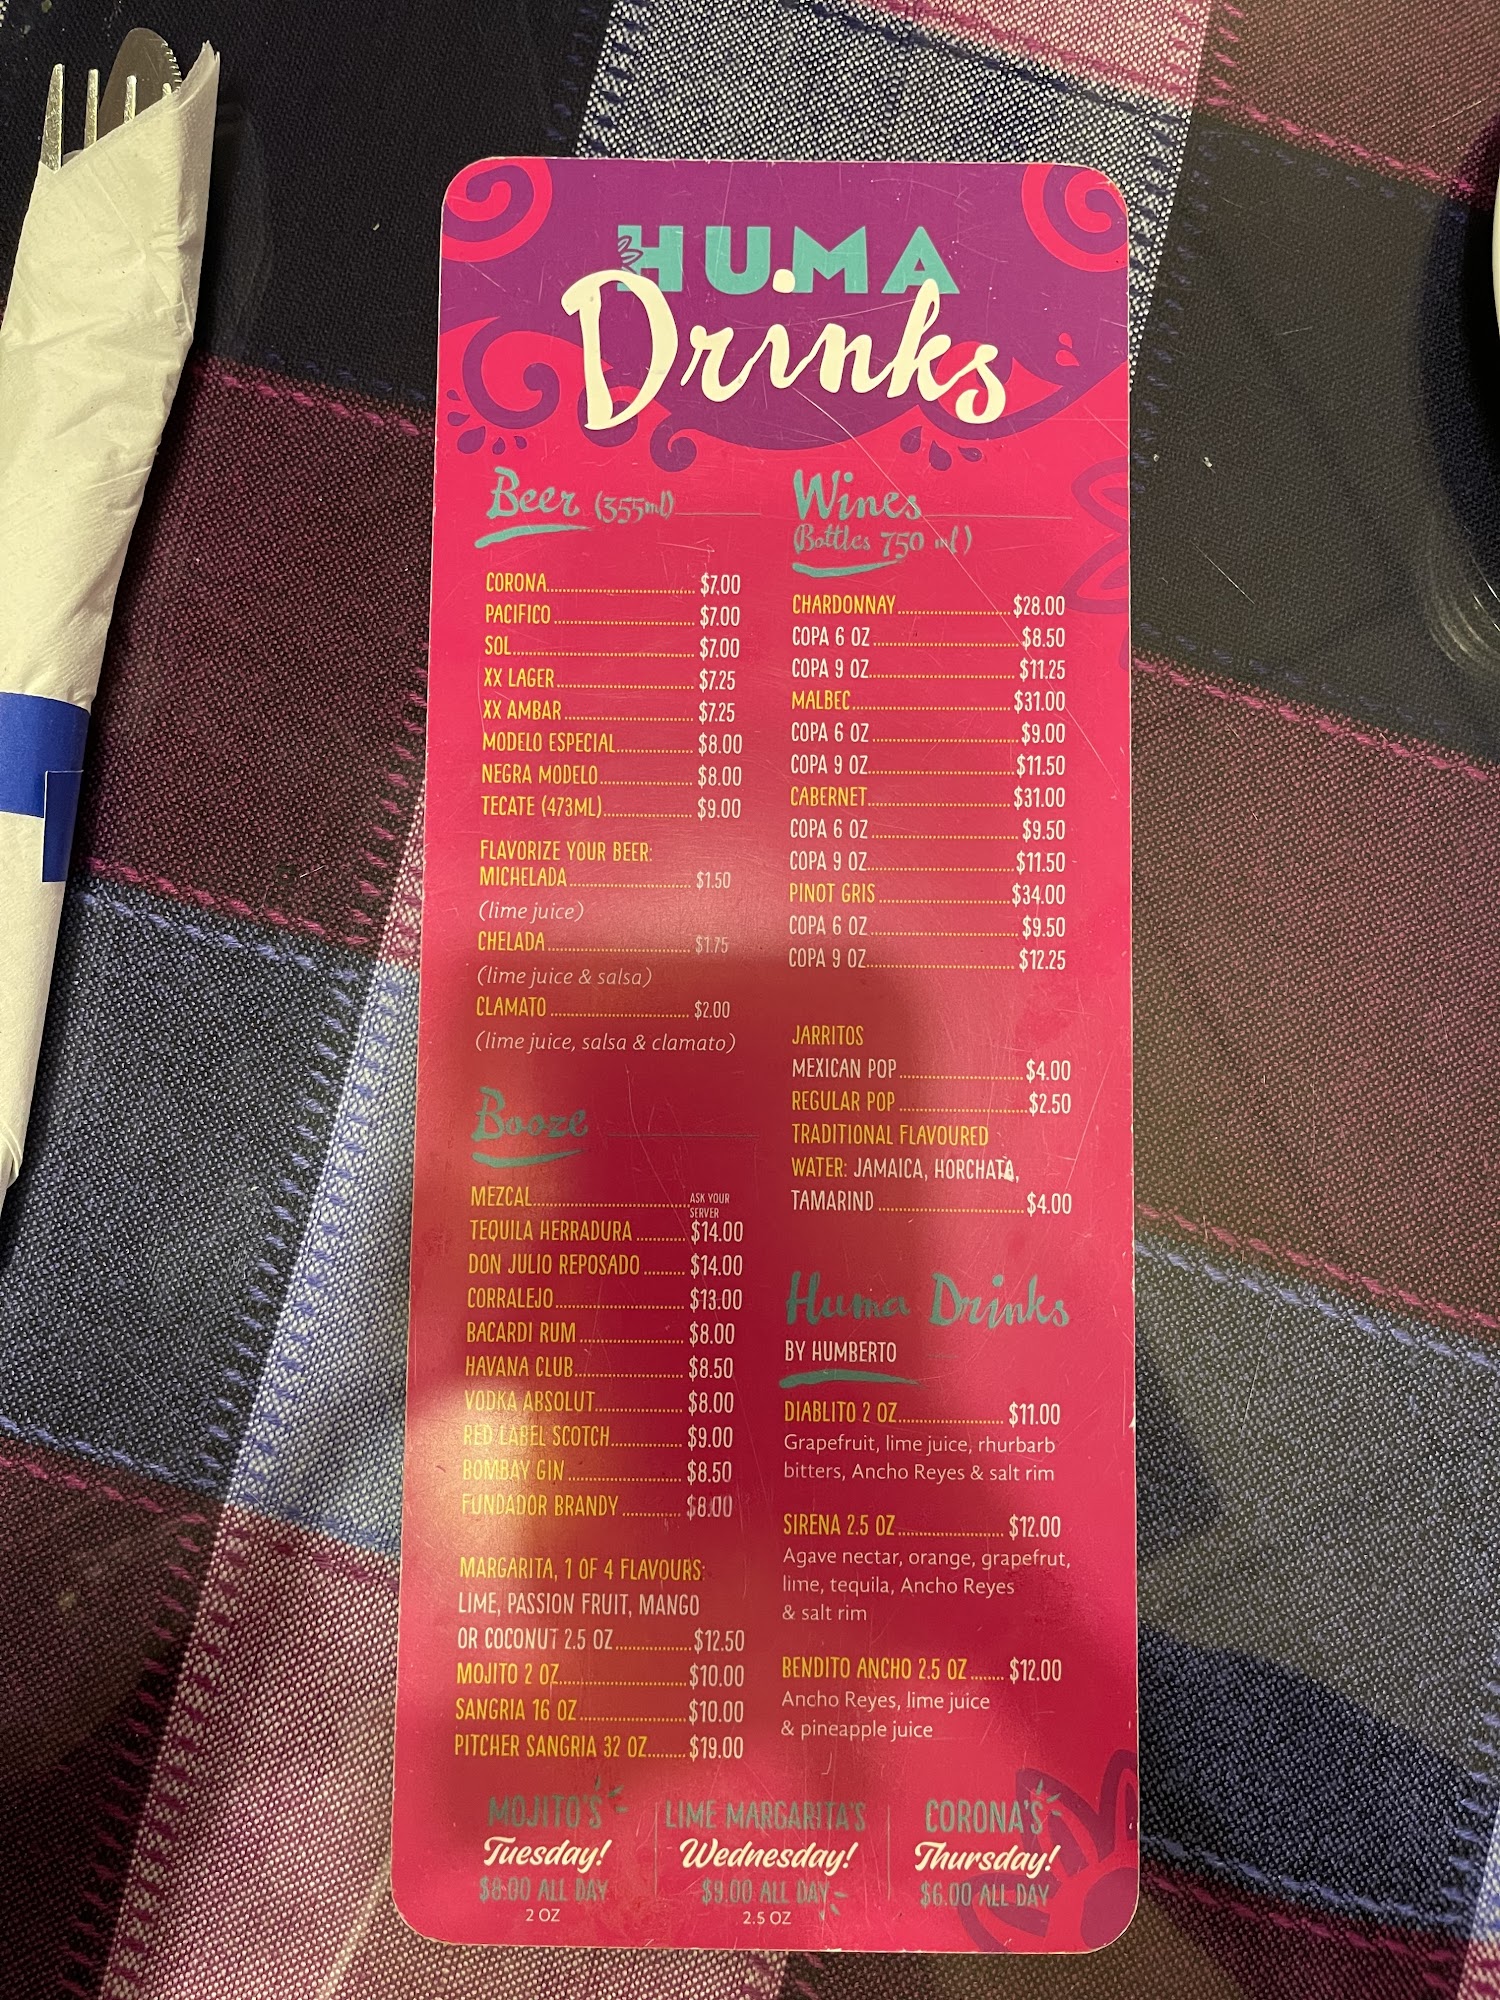 HUMA
Drinks
Beer (355ml)
CORONA $7.00
PACIFICO $7.00
SOL $7.00
XX LAGER $7.25
XX AMBAR $7.25
MODELO ESPECIAL $8.00
NEGRA MODELO $8.00
TECATE (473ML) $9.00
FLAVORIZE YOUR BEER:
MICHELADA $1.50
(lime juice)
CHELADA $1.75
(lime juice & salsa)
CLAMATO $2.00
(lime juice, salsa & clamato)
Booze
MEZCAL ASK YOUR
SERVER
TEQUILA HERRADURA $14.00
DON JULIO REPOSADO $14.00
CORRALEJO $13.00
BACARDI RUM $8.00
HAVANA CLUB $8.50
VODKA ABSOLUT $8.00
RED LABEL SCOTCH $9.00
BOMBAY GIN $8.50
FUNDADOR BRANDY $8.00
MARGARITA, 1 OF 4 FLAVOURS:
LIME, PASSION FRUIT, MANGO
OR COCONUT 2.5 OZ $12.50
MOJITO 2 OZ $10.00
SANGRIA 16 OZ $10.00
PITCHER SANGRIA 32 OZ $19.00
Wines
(Bottles 750 ml)
CHARDONNAY $28.00
COPA 6 OZ $8.50
COPA 9 OZ $11.25
MALBEC $31.00
COPA 6 OZ $9.00
COPA 9 OZ $11.50
CABERNET $31.00
COPA 6 OZ $9.50
COPA 9 OZ $11.50
PINOT GRIS $34.00
COPA 6 OZ $9.50
COPA 9 OZ $12.25
JARRITOS
MEXICAN POP $4.00
REGULAR POP $2.50
TRADITIONAL FLAVOURED
WATER: JAMAICA, HORCHATA,
TAMARIND $4.00
Huma Drinks
BY HUMBERTO
DIABLITO 2 OZ $11.00
Grapefruit, lime juice, rhurbarb
bitters, Ancho Reyes & salt rim
SIRENA 2.5 OZ $12.00
Agave nectar, orange, grapefrut,
lime, tequila, Ancho Reyes
& salt rim
BENDITO ANCHO 2.5 OZ $12.00
Ancho Reyes, lime juice
& pineapple juice
MOJITO'S
Tuesday!
$8.00 ALL DAY
2 OZ
LIME MARGARITA'S
Wednesday!
$9.00 ALL DAY
2.5 OZ
CORONA'S
Thursday!
$6.00 ALL DAY